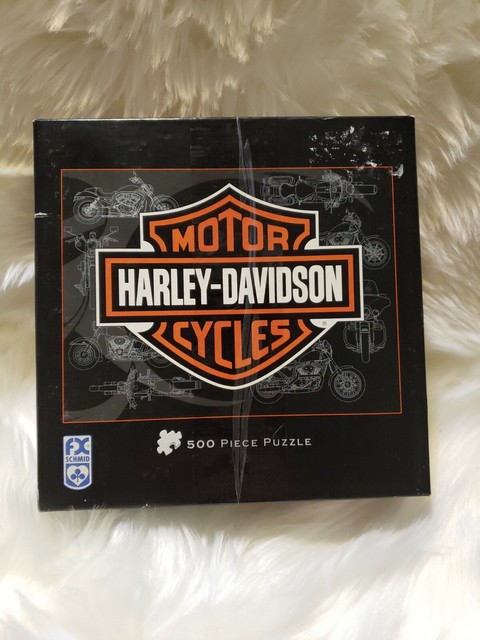 MOTOR
HARLEY-DAVIDSON
®
CYCLES
500 PIECE PUZZLE
FX
SCHMID